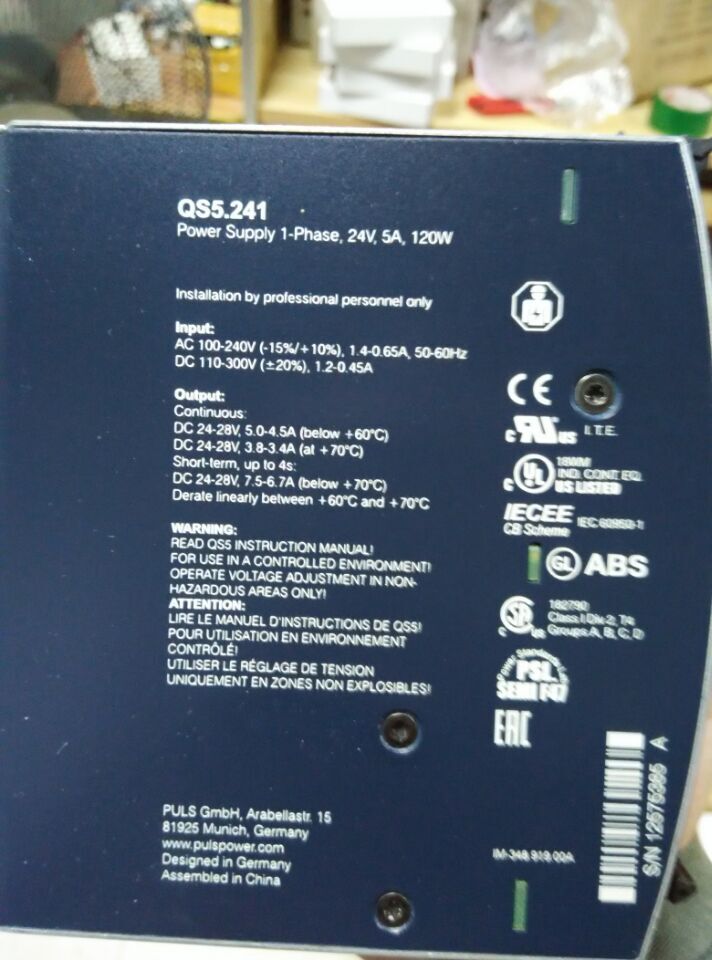 QS5.241
Power Supply 1-Phase, 24V, 5A, 120W
Installation by professional personnel only
Input:
AC 100-240V (-15%/+10%), 1.4-0.65A, 50-60Hz
DC 110-300V (±20%), 1.2-0.45A
Output:
Continuous:
DC 24-28V, 5.0-4.5A (below +60°C)
DC 24-28V, 3.8-3.4A (at +70°C)
Short-term, up to 4s:
DC 24-28V, 7.5-6.7A (below +70°C)
Derate linearly between +60°C and +70°C
WARNING:
READ QS5 INSTRUCTION MANUAL!
FOR USE IN A CONTROLLED ENVIRONMENT!
OPERATE VOLTAGE ADJUSTMENT IN NON-
HAZARDOUS AREAS ONLY!
ATTENTION:
LIRE LE MANUEL D'INSTRUCTIONS DE QS5!
POUR UTILISATION EN ENVIRONNEMENT
CONTRÔLÉ!
UTILISER LE RÉGLAGE DE TENSION
UNIQUEMENT EN ZONES NON EXPLOSIBLES!
PULS GmbH, Arabellastr. 15
81925 Munich, Germany
www.pulspower.com
Designed in Germany
Assembled in China
CE
c RU US I.T.E.
c UL 18WM
IND. CONT. EQ.
US LISTED
IECEE IEC 60950-1
CB Scheme
GL ABS
c SA us 182790
Class I Div 2, T4
Groups A, B, C, D
PSL
SEMI F47
EAC
IM-348.919.00A
S/N 12575365 A